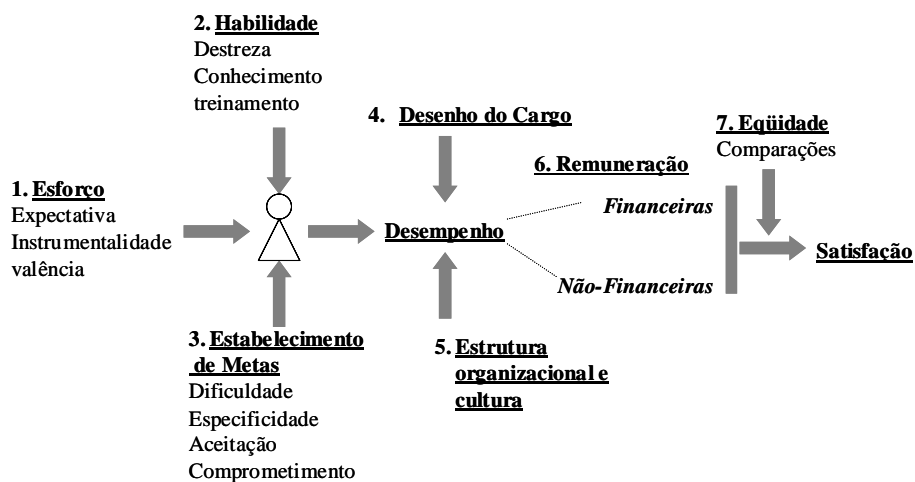 2. Habilidade
Destreza
Conhecimento
treinamento
1. Esforço
Expectativa
Instrumentalidade
valência
3. Estabelecimento
de Metas
Dificuldade
Especificidade
Aceitação
Comprometimento
4. Desenho do Cargo
Desempenho
5. Estrutura
organizacional e
cultura
6. Remuneração
Financeiras
Não-Financeiras
7. Eqüidade
Comparações
Satisfação